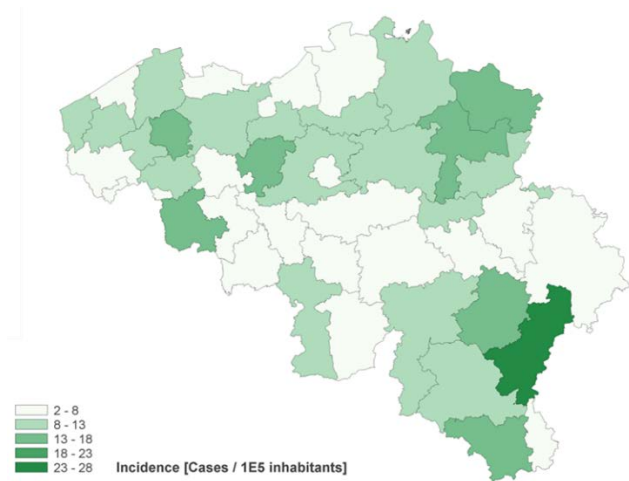 2 - 8
8 - 13
13 - 18
18 - 23
23 - 28
Incidence [Cases / 1E5 inhabitants]